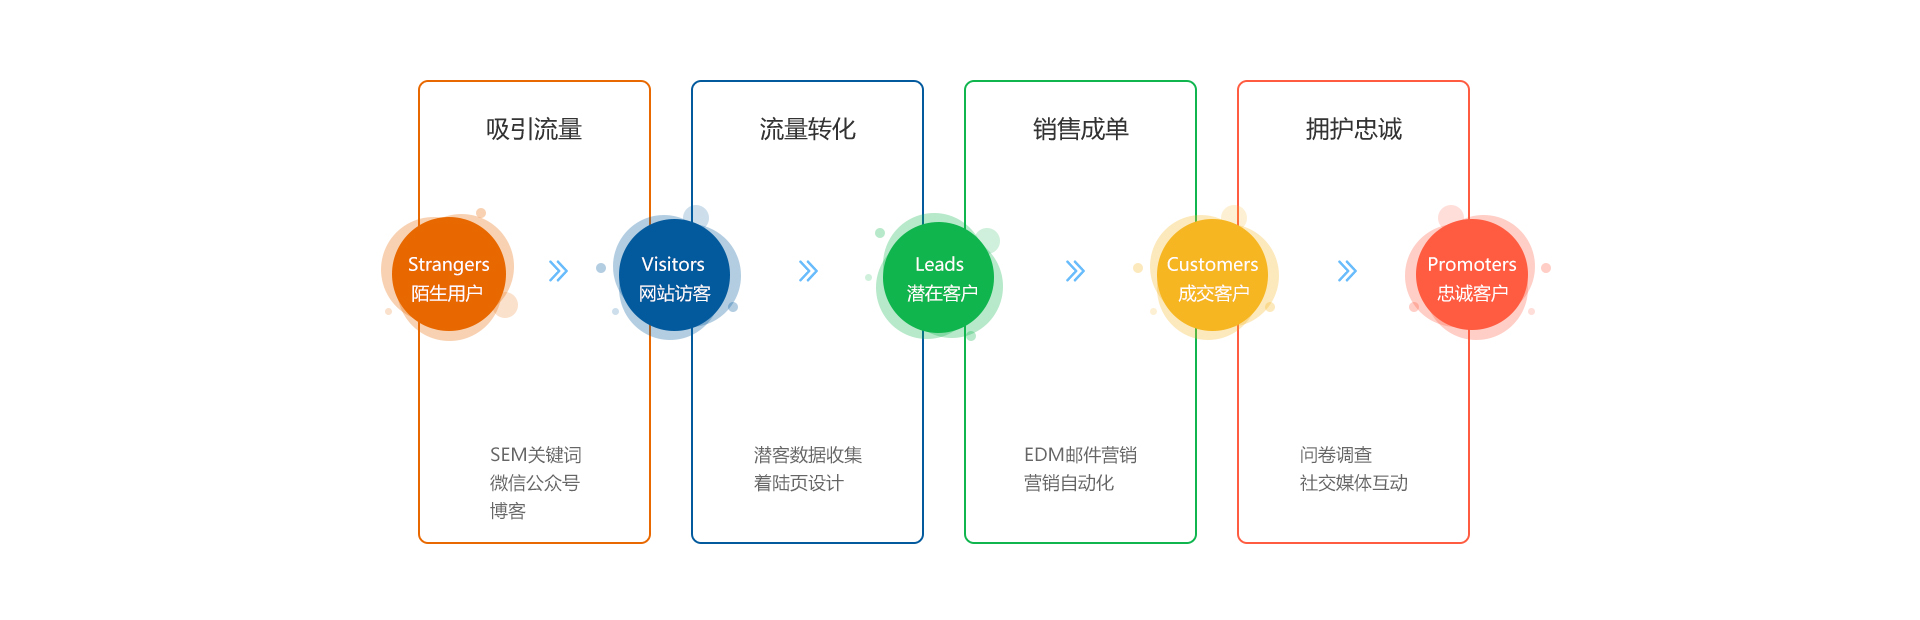 吸引流量
流量转化
销售成单
拥护忠诚
Strangers
陌生用户
Visitors
网站访客
Leads
潜在客户
Customers
成交客户
Promoters
忠诚客户
SEM关键词
微信公众号
博客
潜客数据收集
着陆页设计
EDM邮件营销
营销自动化
问卷调查
社交媒体互动